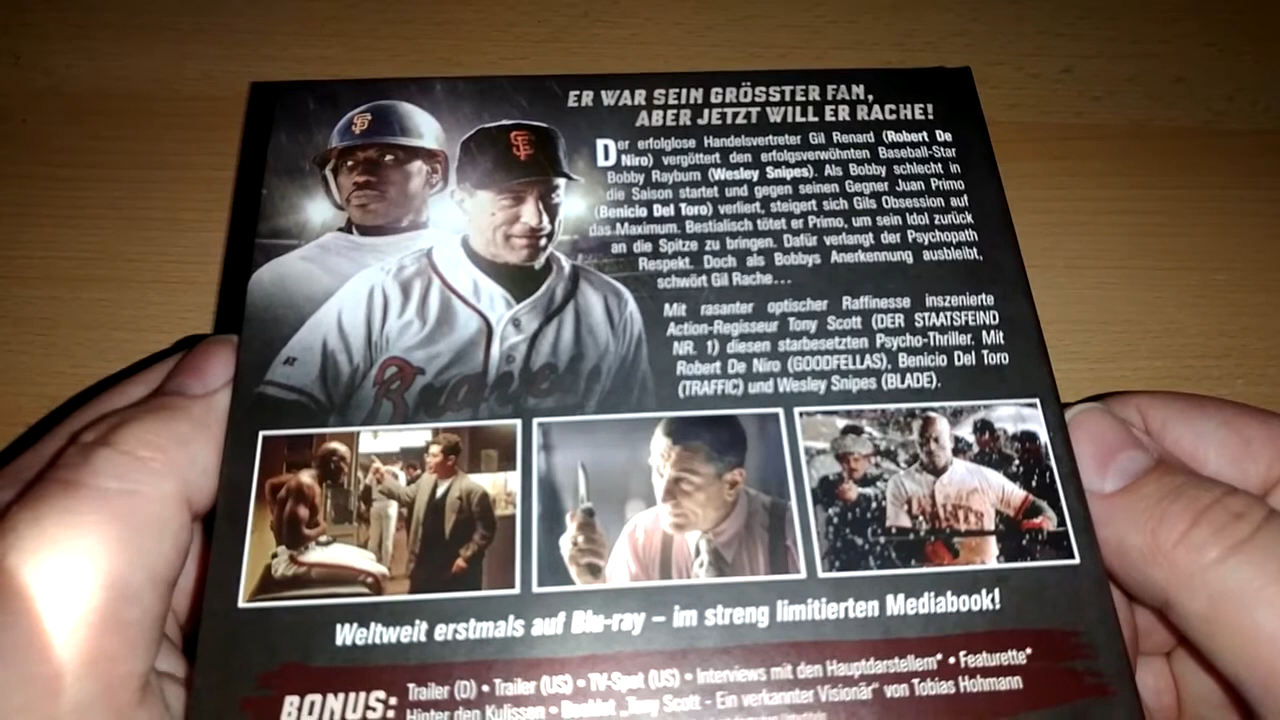 ER WAR SEIN GRÖSSTER FAN,
ABER JETZT WILL ER RACHE!
Der erfolglose Handelsvertreter Gil Renard (Robert De
Niro) vergöttert den erfolgsverwöhnten Baseball-Star
Bobby Rayburn (Wesley Snipes). Als Bobby schlecht in
die Saison startet und gegen seinen Gegner Juan Primo
(Benicio Del Toro) verliert, steigert sich Gils Obsession auf
das Maximum. Bestialisch tötet er Primo, um sein Idol zurück
an die Spitze zu bringen. Dafür verlangt der Psychopath
Respekt. Doch als Bobbys Anerkennung ausbleibt,
schwört Gil Rache...
Mit rasanter optischer Raffinesse inszenierte
Action-Regisseur Tony Scott (DER STAATSFEIND
NR. 1) diesen starbesetzten Psycho-Thriller. Mit
Robert De Niro (GOODFELLAS), Benicio Del Toro
(TRAFFIC) und Wesley Snipes (BLADE).
SF
SF
Braves
Weltweit erstmals auf Blu-ray – im streng limitierten Mediabook!
BONUS: Trailer (D) • Trailer (US) • TV-Spot (US) • Interviews mit den Hauptdarstellern* • Featurette*
Hinter den Kulissen • Booklet „Tony Scott - Ein verkannter Visionär“ von Tobias Hohmann